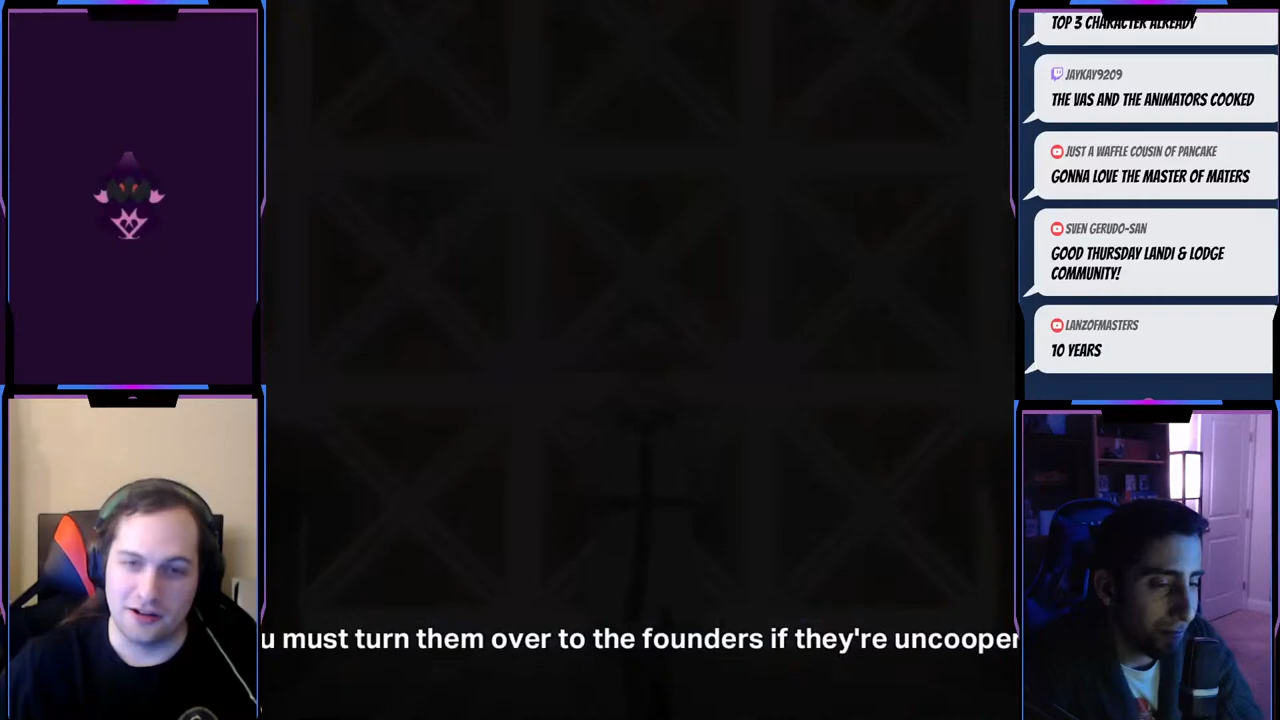 TOP 3 CHARACTER ALREADY
JAYKAY9209
THE VAS AND THE ANIMATORS COOKED
JUST A WAFFLE COUSIN OF PANCAKE
GONNA LOVE THE MASTER OF MATERS
SVEN GERUDO-SAN
GOOD THURSDAY LANDI & LODGE
COMMUNITY!
LANZOFMASTERS
10 YEARS
u must turn them over to the founders if they're uncooper